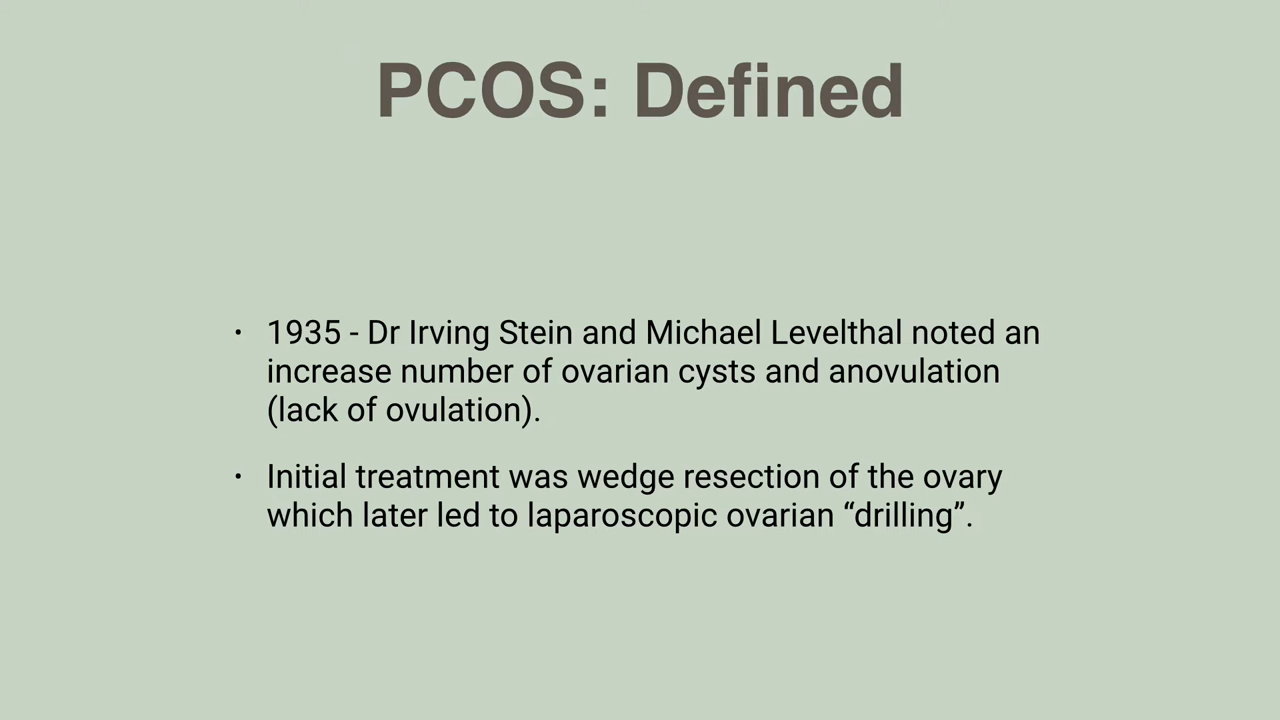 PCOS: Defined
• 1935 - Dr Irving Stein and Michael Levelthal noted an
increase number of ovarian cysts and anovulation
(lack of ovulation).
• Initial treatment was wedge resection of the ovary
which later led to laparoscopic ovarian “drilling”.